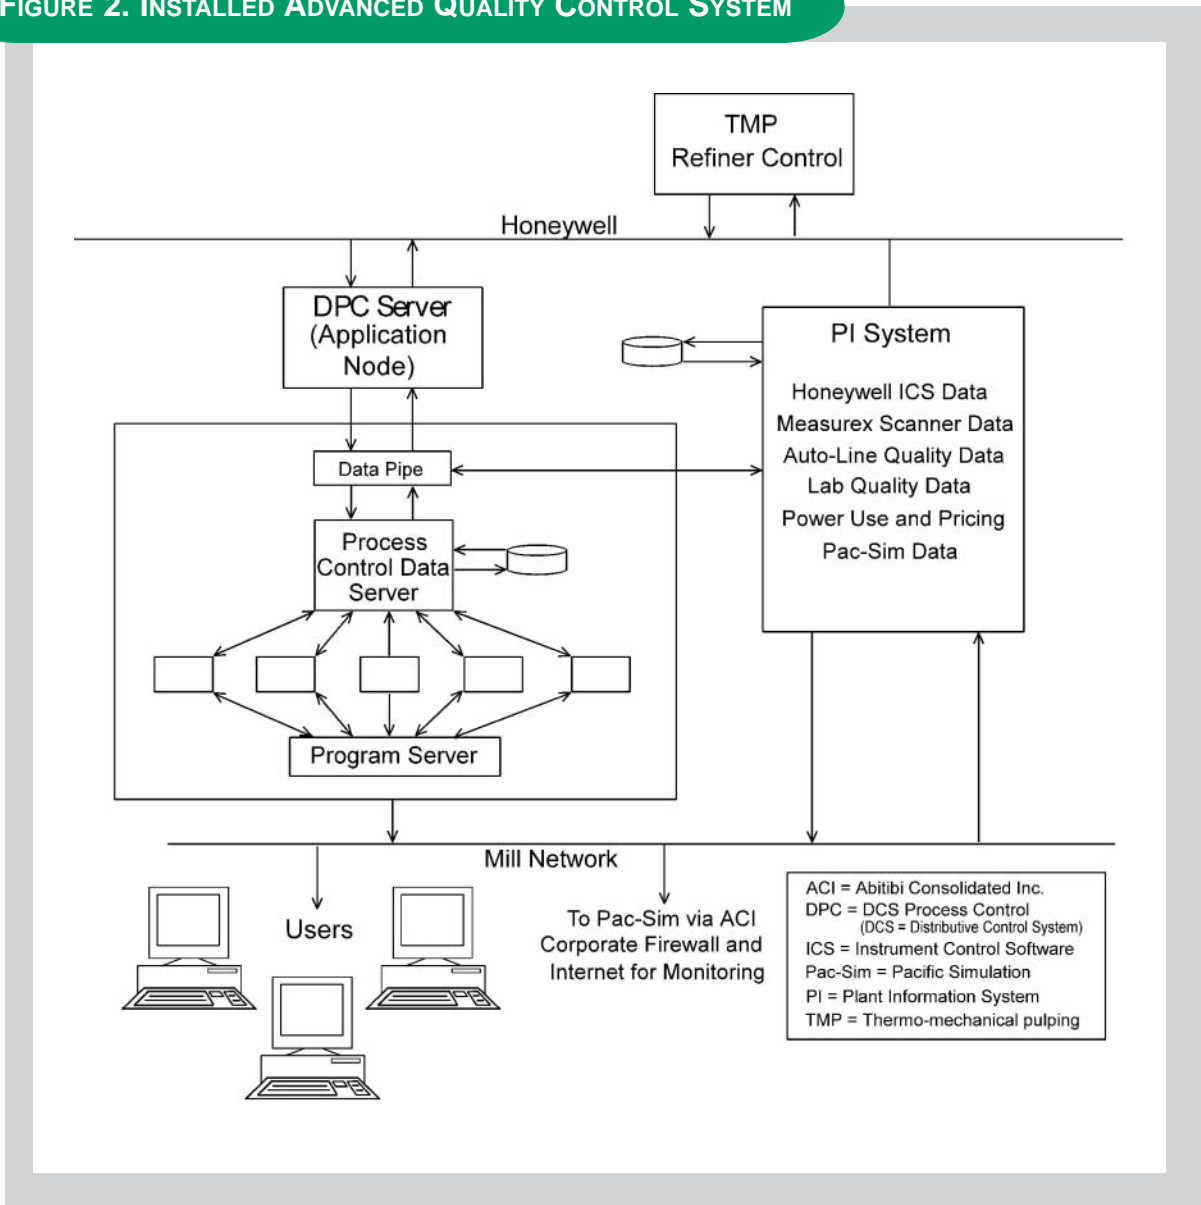 FIGURE 2. INSTALLED ADVANCED QUALITY CONTROL SYSTEM
TMP
Refiner Control
Honeywell
DPC Server
(Application
Node)
PI System
Honeywell ICS Data
Measurex Scanner Data
Auto-Line Quality Data
Lab Quality Data
Power Use and Pricing
Pac-Sim Data
Data Pipe
Process
Control Data
Server
Program Server
Mill Network
Users
To Pac-Sim via ACI
Corporate Firewall and
Internet for Monitoring
ACI = Abitibi Consolidated Inc.
DPC = DCS Process Control
(DCS = Distributive Control System)
ICS = Instrument Control Software
Pac-Sim = Pacific Simulation
PI = Plant Information System
TMP = Thermo-mechanical pulping